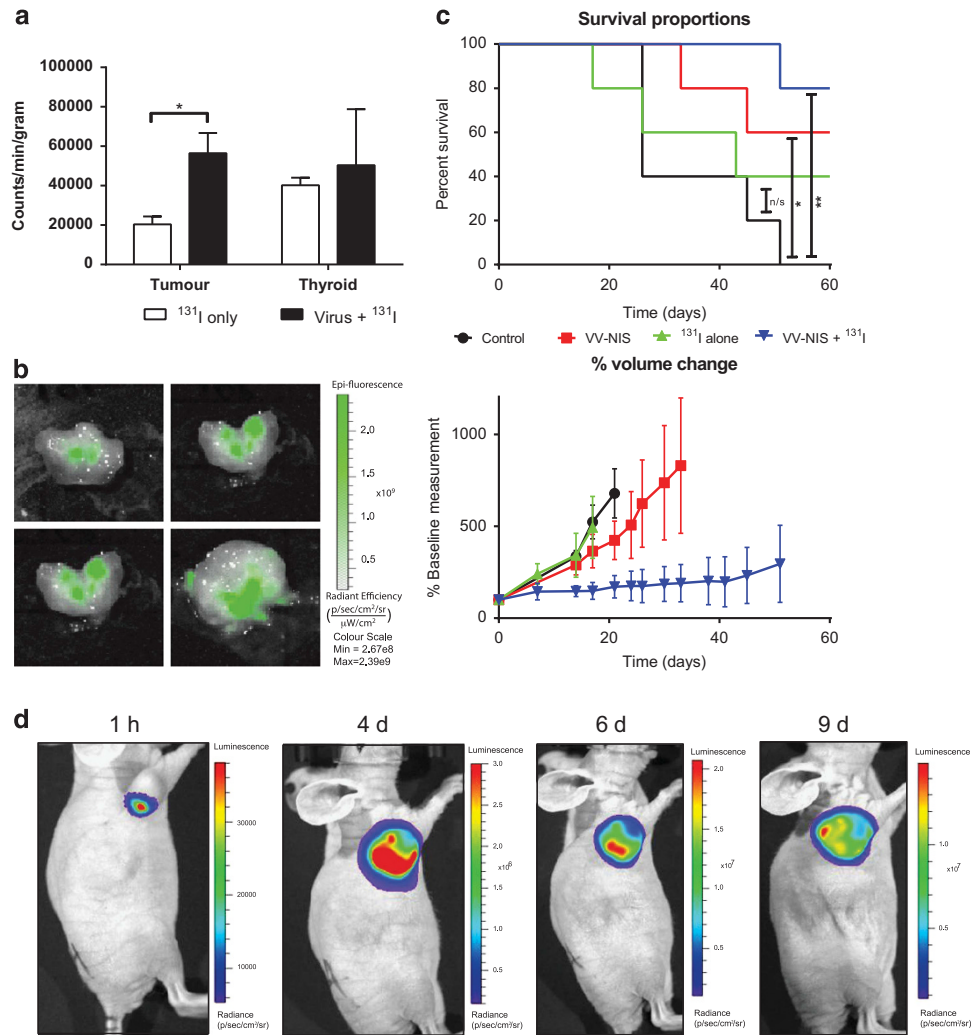 a
Counts/min/gram
100000
80000
60000
40000
20000
0
*
Tumour
Thyroid
131I only
Virus + 131I
c
Survival proportions
Percent survival
100
80
60
40
20
0
n/s
*
**
0
20
40
60
Time (days)
Control
VV-NIS
131I alone
VV-NIS + 131I
% volume change
% Baseline measurement
1000
500
0
0
20
40
60
Time (days)
b
Epi-fluorescence
2.0
1.5
x10⁹
1.0
0.5
Radiant Efficiency
(p/sec/cm²/sr
μW/cm²)
Colour Scale
Min = 2.67e8
Max=2.39e9
d
1 h
Luminescence
30000
20000
10000
Radiance
(p/sec/cm²/sr)
4 d
Luminescence
3.0
2.5
2.0
x10⁶
1.5
1.0
0.5
Radiance
(p/sec/cm²/sr)
6 d
Luminescence
2.0
1.5
x10⁷
1.0
0.5
Radiance
(p/sec/cm²/sr)
9 d
Luminescence
1.0
x10⁷
0.5
Radiance
(p/sec/cm²/sr)